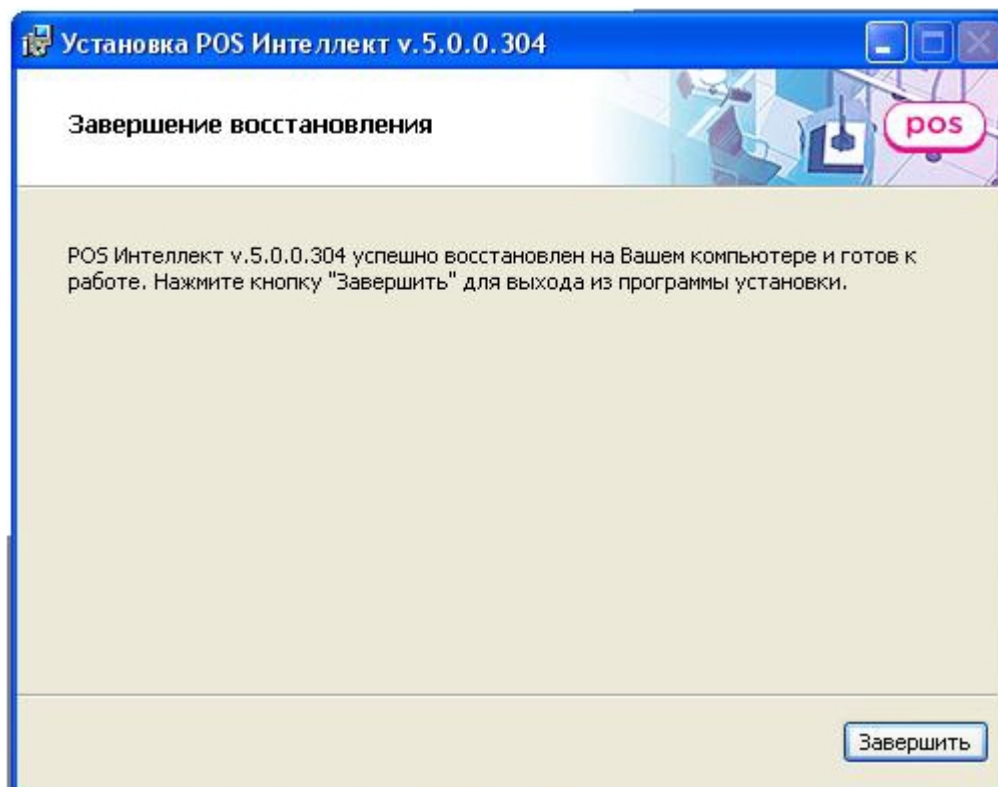 Установка POS Интеллект v.5.0.0.304
Завершение восстановления
pos
POS Интеллект v.5.0.0.304 успешно восстановлен на Вашем компьютере и готов к
работе. Нажмите кнопку "Завершить" для выхода из программы установки.
Завершить